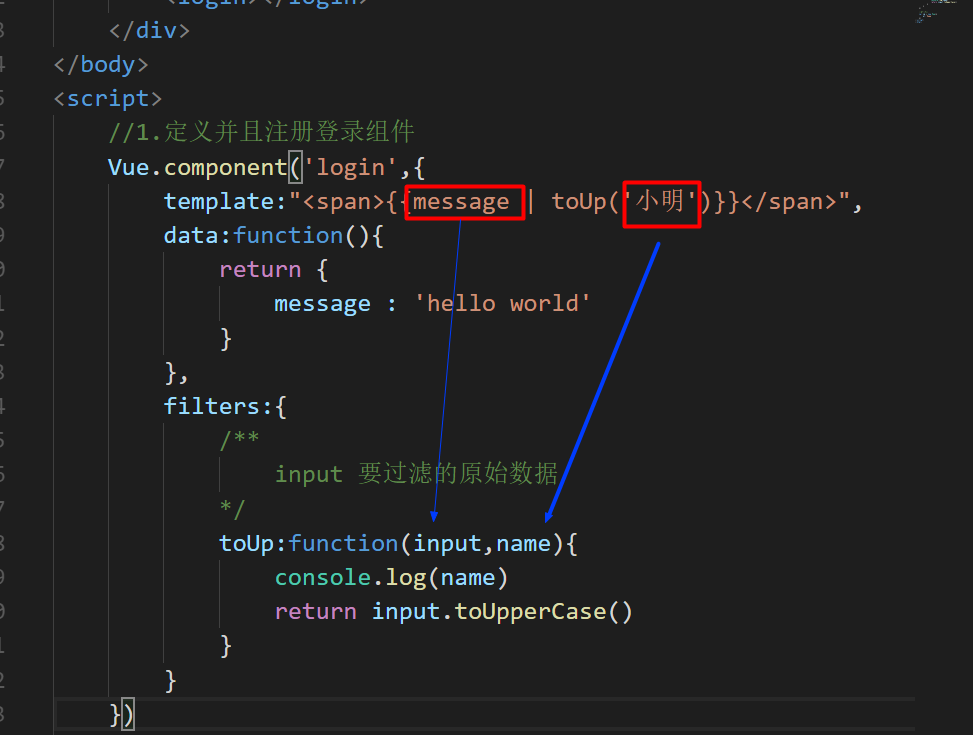 <login></login>
</div>
</body>
<script>
//1.定义并且注册登录组件
Vue.component('login',{
template:"<span>{{message | toUp('小明')}}</span>",
data:function(){
return {
message : 'hello world'
}
},
filters:{
/**
input 要过滤的原始数据
*/
toUp:function(input,name){
console.log(name)
return input.toUpperCase()
}
}
})